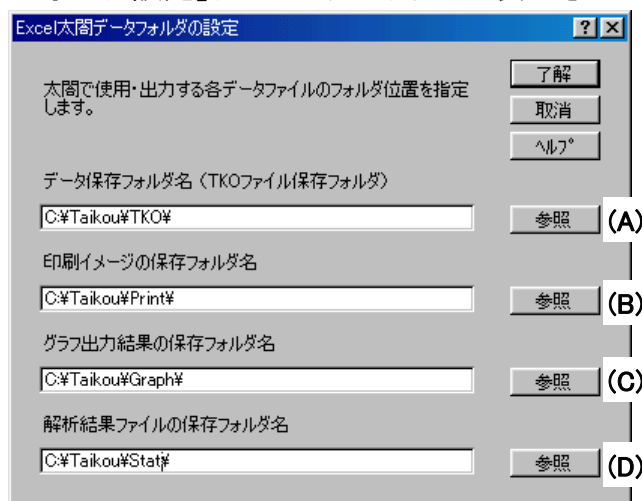 Excel太閤データフォルダの設定
太閤で使用・出力する各データファイルのフォルダ位置を指定
します。
了解
取消
ﾍﾙﾌﾟ
データ保存フォルダ名（TKOファイル保存フォルダ）
C:¥Taikou¥TKO¥
参照 (A)
印刷イメージの保存フォルダ名
C:¥Taikou¥Print¥
参照 (B)
グラフ出力結果の保存フォルダ名
C:¥Taikou¥Graph¥
参照 (C)
解析結果ファイルの保存フォルダ名
C:¥Taikou¥Stat¥
参照 (D)